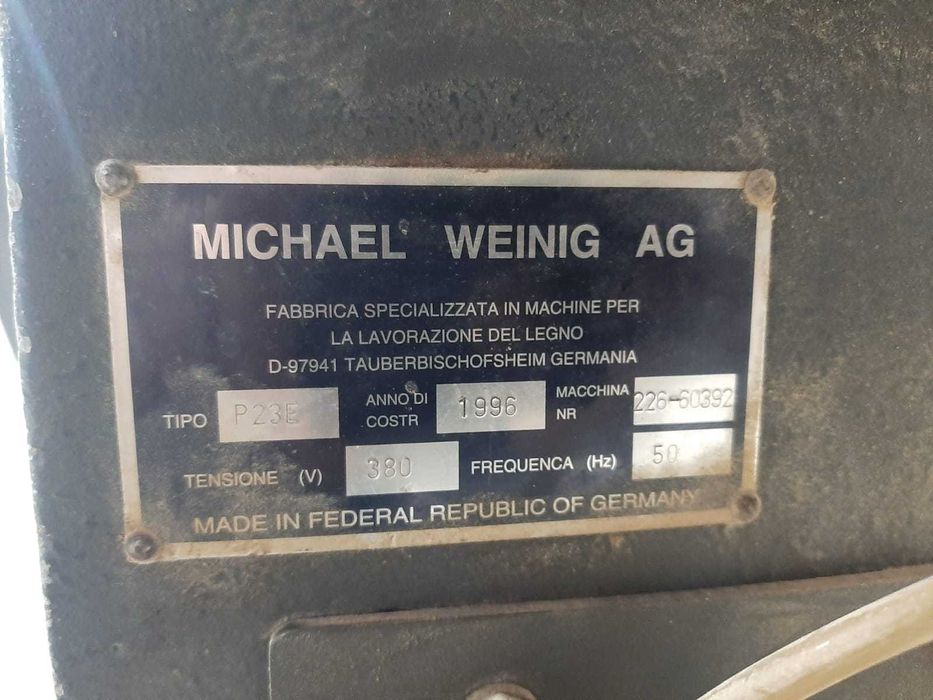 MICHAEL WEINIG AG
FABBRICA SPECIALIZZATA IN MACHINE PER
LA LAVORAZIONE DEL LEGNO
D-97941 TAUBERBISCHOFSHEIM GERMANIA
TIPO P23E ANNO DI COSTR 1996 MACCHINA NR 226-60392
TENSIONE (V) 380 FREQUENCA (Hz) 50
MADE IN FEDERAL REPUBLIC OF GERMANY